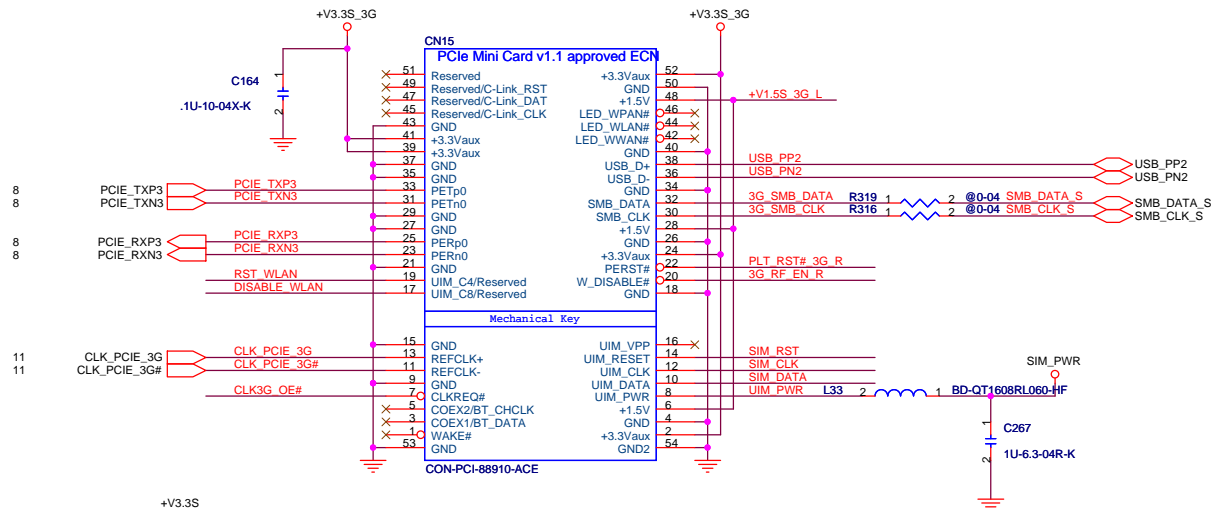 +V3.3S_3G
+V3.3S_3G
CN15
PCIe Mini Card v1.1 approved ECN
C164
1
2
.1U-10-04X-K
51 Reserved +3.3Vaux 52
49 Reserved/C-Link_RST GND 50
47 Reserved/C-Link_DAT +1.5V 48 +V1.5S_3G_L
45 Reserved/C-Link_CLK LED_WPAN# 46
43 GND LED_WLAN# 44
41 +3.3Vaux LED_WWAN# 42
39 +3.3Vaux GND 40
37 GND USB_D+ 38 USB_PP2 USB_PP2
35 GND USB_D- 36 USB_PN2 USB_PN2
8 PCIE_TXP3 PCIE_TXP3 33 PETp0 GND 34
8 PCIE_TXN3 PCIE_TXN3 31 PETn0 SMB_DATA 32 3G_SMB_DATA R319 1 2 @0-04 SMB_DATA_S SMB_DATA_S
29 GND SMB_CLK 30 3G_SMB_CLK R316 1 2 @0-04 SMB_CLK_S SMB_CLK_S
27 GND +1.5V 28
8 PCIE_RXP3 PCIE_RXP3 25 PERp0 GND 26
8 PCIE_RXN3 PCIE_RXN3 23 PERn0 +3.3Vaux 24
21 GND PERST# 22 PLT_RST#_3G_R
RST_WLAN 19 UIM_C4/Reserved W_DISABLE# 20 3G_RF_EN_R
DISABLE_WLAN 17 UIM_C8/Reserved GND 18
Mechanical Key
15 GND UIM_VPP 16
11 CLK_PCIE_3G CLK_PCIE_3G 13 REFCLK+ UIM_RESET 14 SIM_RST
11 CLK_PCIE_3G# CLK_PCIE_3G# 11 REFCLK- UIM_CLK 12 SIM_CLK
9 GND UIM_DATA 10 SIM_DATA
CLK3G_OE# 7 CLKREQ# UIM_PWR 8 UIM_PWR L33 2 1 BD-QT1608RL060-HF
SIM_PWR
5 COEX2/BT_CHCLK +1.5V 6
3 COEX1/BT_DATA GND 4
1 WAKE# +3.3Vaux 2
53 GND GND2 54
CON-PCI-88910-ACE
1
C267
2
1U-6.3-04R-K
+V3.3S